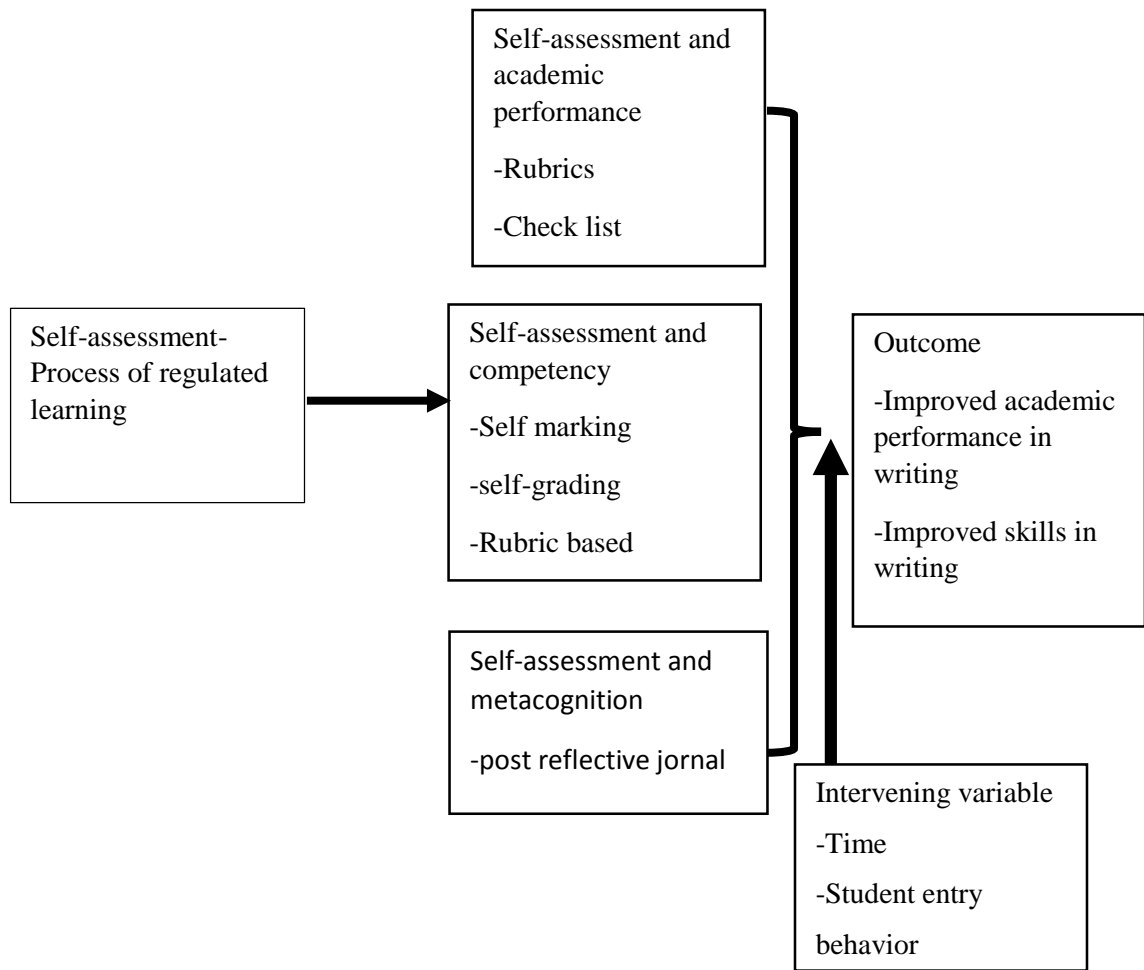 Self-assessment and
academic
performance
-Rubrics
-Check list
Self-assessment-
Process of regulated
learning
Self-assessment and
competency
-Self marking
-self-grading
-Rubric based
Outcome
-Improved academic
performance in
writing
-Improved skills in
writing
Self-assessment and
metacognition
-post reflective jornal
Intervening variable
-Time
-Student entry
behavior